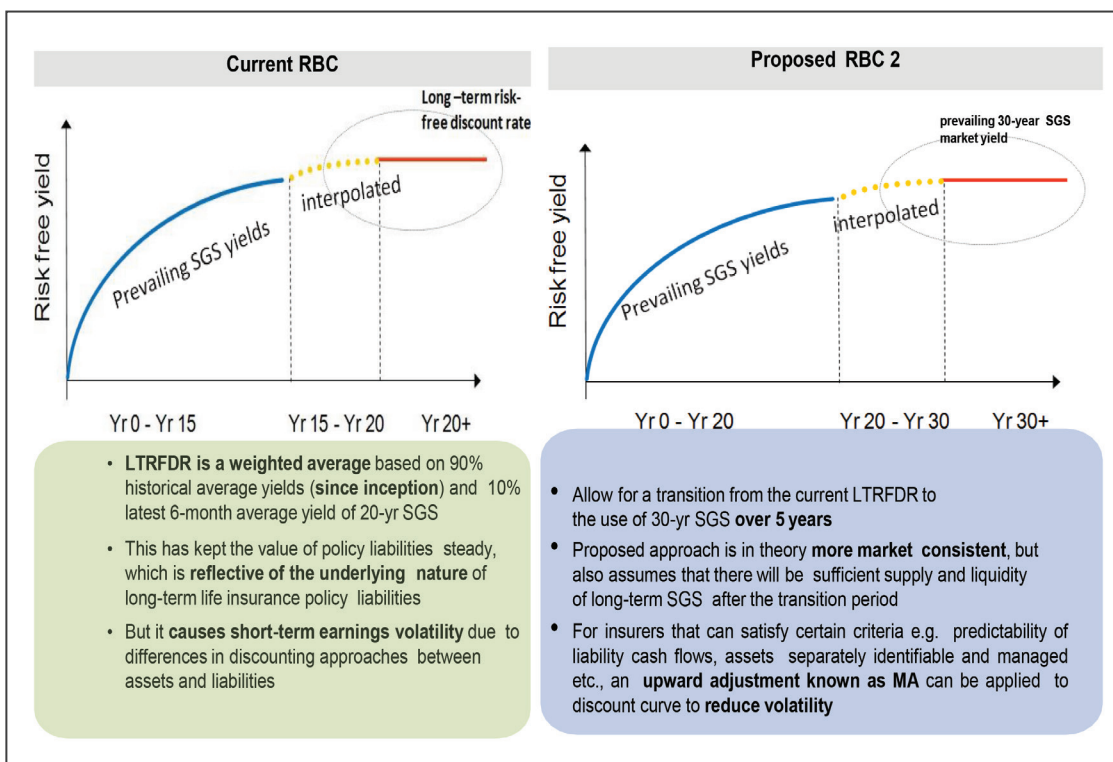 Current RBC
Long –term risk-
free discount rate
Risk free yield
Prevailing SGS yields
interpolated
Yr 0 - Yr 15
Yr 15 - Yr 20
Yr 20+
• LTRFDR is a weighted average based on 90%
historical average yields (since inception) and 10%
latest 6-month average yield of 20-yr SGS
• This has kept the value of policy liabilities steady,
which is reflective of the underlying nature of
long-term life insurance policy liabilities
• But it causes short-term earnings volatility due to
differences in discounting approaches between
assets and liabilities
Proposed RBC 2
prevailing 30-year SGS
market yield
Risk free yield
Prevailing SGS yields
interpolated
Yr 0 - Yr 20
Yr 20 - Yr 30
Yr 30+
• Allow for a transition from the current LTRFDR to
the use of 30-yr SGS over 5 years
• Proposed approach is in theory more market consistent, but
also assumes that there will be sufficient supply and liquidity
of long-term SGS after the transition period
• For insurers that can satisfy certain criteria e.g. predictability of
liability cash flows, assets separately identifiable and managed
etc., an upward adjustment known as MA can be applied to
discount curve to reduce volatility